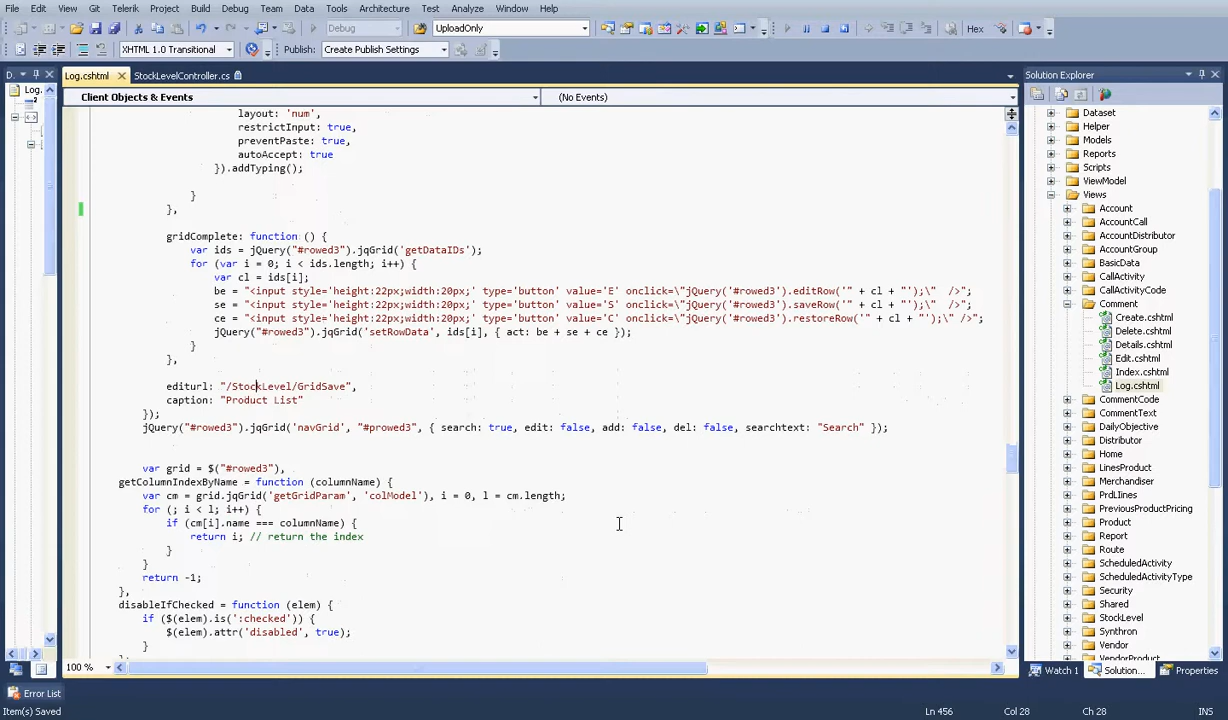 File Edit View Git Telerik Project Build Debug Team Data Tools Architecture Test Analyze Window Help
Debug UploadOnly Hex
XHTML 1.0 Transitional Publish: Create Publish Settings
D.
Log.cshtml StockLevelController.cs
Solution Explorer
Log.
Client Objects & Events (No Events)
layout: 'num',
restrictInput: true,
preventPaste: true,
autoAccept: true
}).addTyping();
}
},
gridComplete: function () {
var ids = jQuery("#rowed3").jqGrid('getDataIDs');
for (var i = 0; i < ids.length; i++) {
var cl = ids[i];
be = "<input style='height:22px;width:20px;' type='button' value='E' onclick=\"jQuery('#rowed3').editRow('" + cl + "');\" />";
se = "<input style='height:22px;width:20px;' type='button' value='S' onclick=\"jQuery('#rowed3').saveRow('" + cl + "');\" />";
ce = "<input style='height:22px;width:20px;' type='button' value='C' onclick=\"jQuery('#rowed3').restoreRow('" + cl + "');\" />";
jQuery("#rowed3").jqGrid('setRowData', ids[i], { act: be + se + ce });
}
},
editurl: "/StockLevel/GridSave",
caption: "Product List"
});
jQuery("#rowed3").jqGrid('navGrid', "#prowed3", { search: true, edit: false, add: false, del: false, searchtext: "Search" });
var grid = $("#rowed3"),
getColumnIndexByName = function (columnName) {
var cm = grid.jqGrid('getGridParam', 'colModel'), i = 0, l = cm.length;
for (; i < l; i++) {
if (cm[i].name === columnName) {
return i; // return the index
}
}
return -1;
},
disableIfChecked = function (elem) {
if ($(elem).is(':checked')) {
$(elem).attr('disabled', true);
}
100 %
Dataset
Helper
Models
Reports
Scripts
ViewModel
Views
Account
AccountCall
AccountDistributor
AccountGroup
BasicData
CallActivity
CallActivityCode
Comment
Create.cshtml
Delete.cshtml
Details.cshtml
Edit.cshtml
Index.cshtml
Log.cshtml
CommentCode
CommentText
DailyObjective
Distributor
Home
LinesProduct
Merchandiser
PrdLines
PreviousProductPricing
Product
Report
Route
ScheduledActivity
ScheduledActivityType
Security
Shared
StockLevel
Synthron
Vendor
VendorProduct
Watch 1 Solution... Properties
Error List
Item(s) Saved Ln 456 Col 28 Ch 28 INS